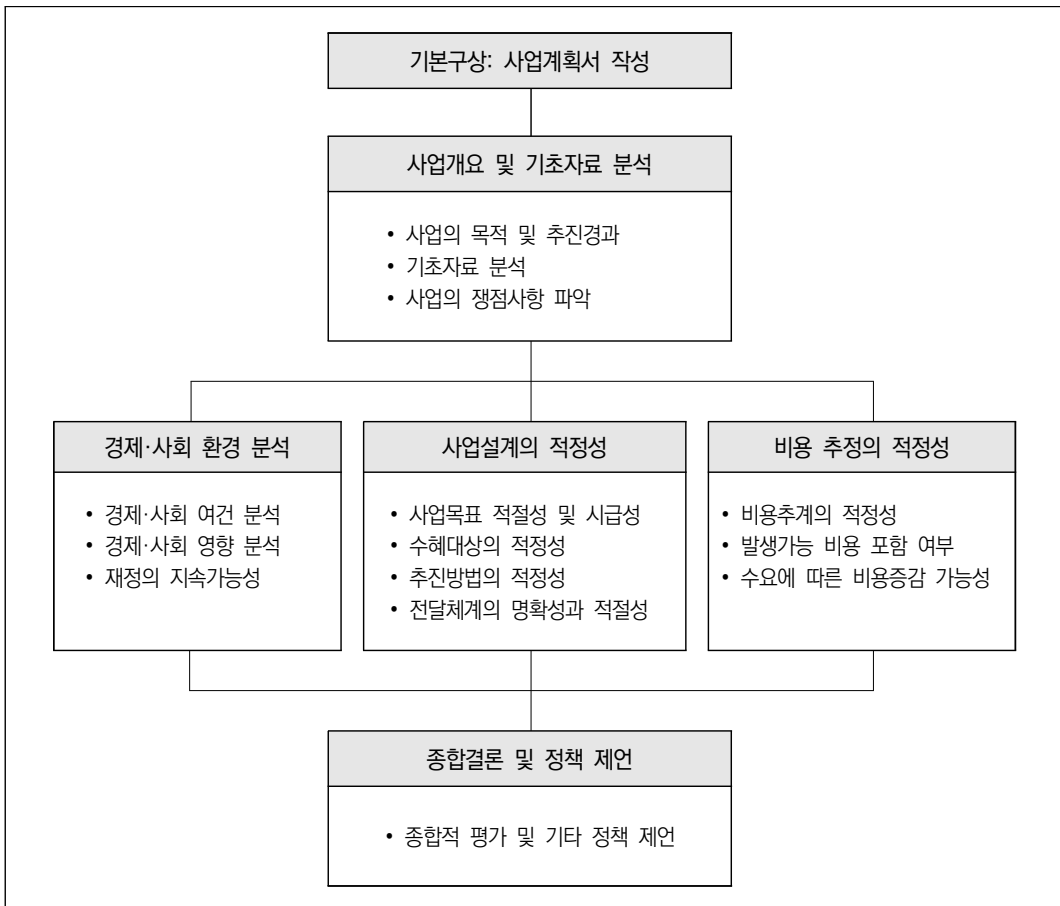 기본구상: 사업계획서 작성
사업개요 및 기초자료 분석
• 사업의 목적 및 추진경과
• 기초자료 분석
• 사업의 쟁점사항 파악
경제·사회 환경 분석
• 경제·사회 여건 분석
• 경제·사회 영향 분석
• 재정의 지속가능성
사업설계의 적정성
• 사업목표 적절성 및 시급성
• 수혜대상의 적정성
• 추진방법의 적정성
• 전달체계의 명확성과 적절성
비용 추정의 적정성
• 비용추계의 적정성
• 발생가능 비용 포함 여부
• 수요에 따른 비용증감 가능성
종합결론 및 정책 제언
• 종합적 평가 및 기타 정책 제언